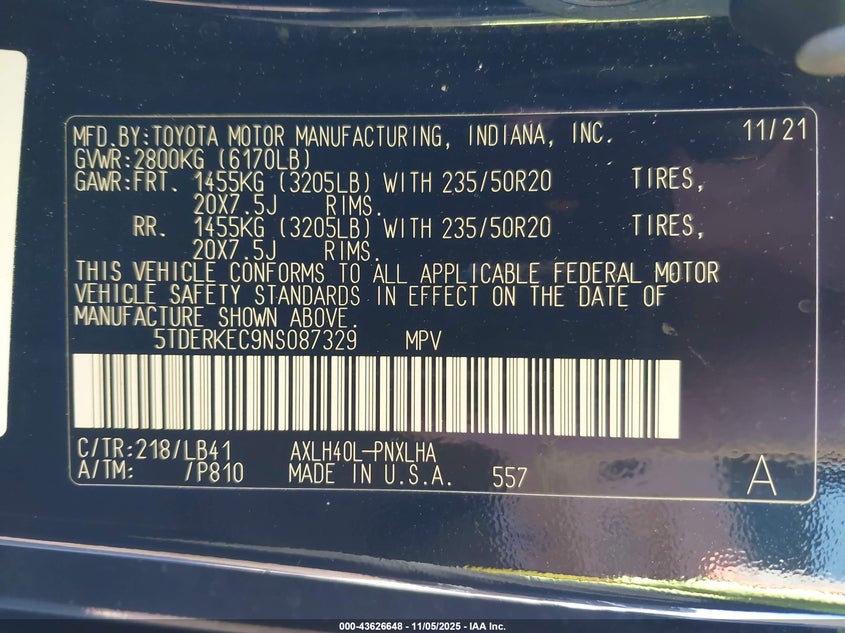 MFD.BY:TOYOTA MOTOR MANUFACTURING, INDIANA, INC. 11/21
GVWR:2800KG (6170LB)
GAWR:FRT. 1455KG (3205LB) WITH 235/50R20 TIRES,
20X7.5J RIMS.
RR. 1455KG (3205LB) WITH 235/50R20 TIRES,
20X7.5J RIMS.
THIS VEHICLE CONFORMS TO ALL APPLICABLE FEDERAL MOTOR
VEHICLE SAFETY STANDARDS IN EFFECT ON THE DATE OF
MANUFACTURE SHOWN ABOVE.
5TDERKEC9NS087329 MPV
C/TR:218/LB41 AXLH40L-PNXLHA
A/TM: /P810 MADE IN U.S.A. 557 A
000-43626648 - 11/05/2025 - IAA Inc.